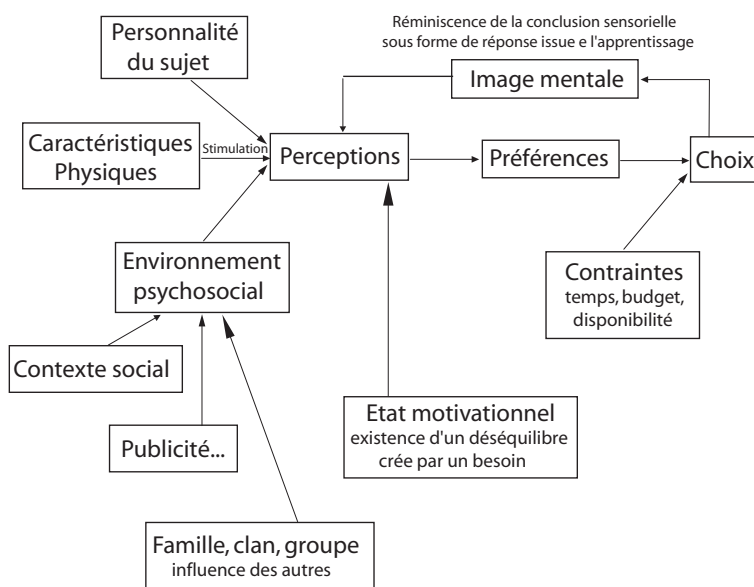 Personnalité
du sujet
Réminiscence de la conclusion sensorielle
sous forme de réponse issue e l'apprentissage
Image mentale
Caractéristiques
Physiques
Stimulation
Perceptions
Préférences
Choix
Environnement
psychosocial
Contraintes
temps, budget,
disponibilité
Contexte social
Etat motivationnel
existence d'un déséquilibre
crée par un besoin
Publicité...
Famille, clan, groupe
influence des autres